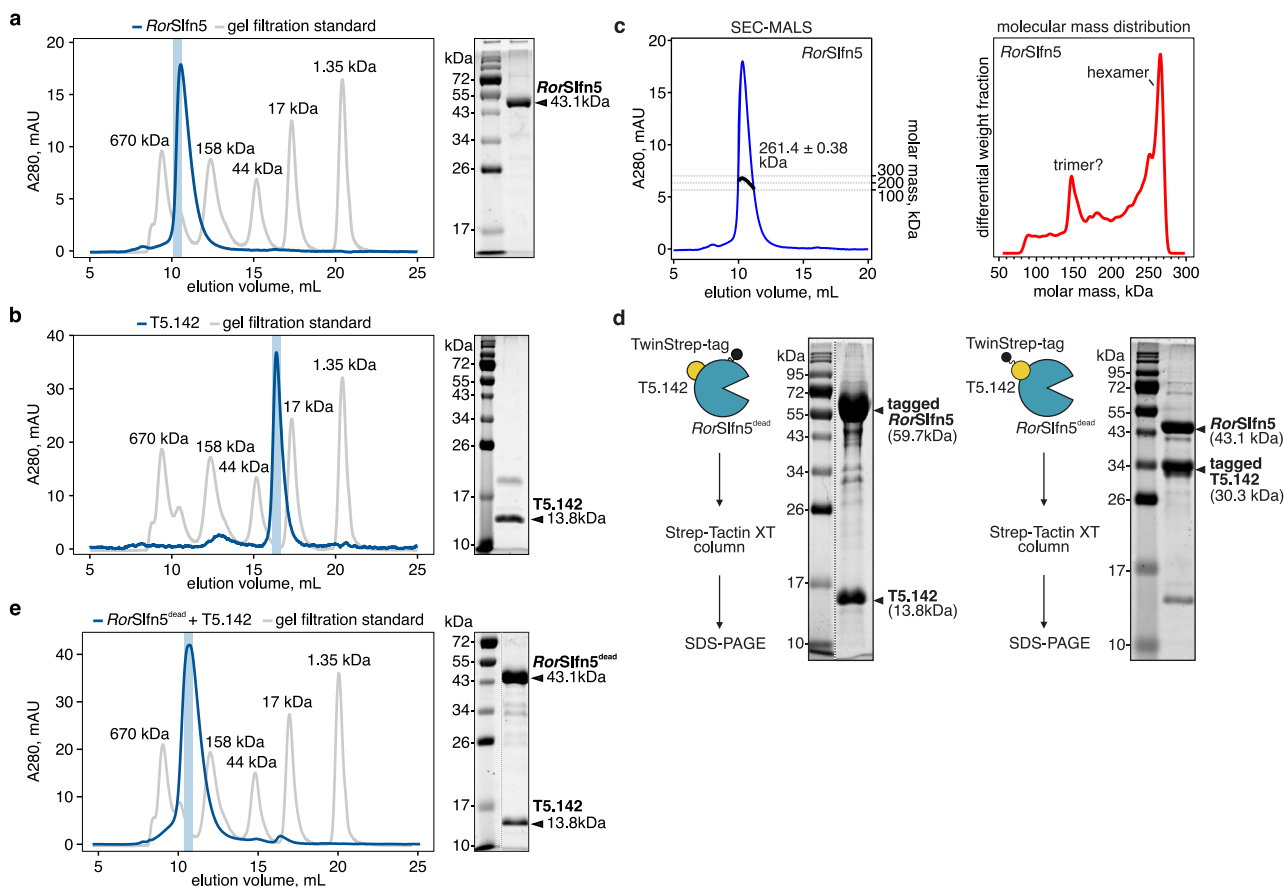 a
RorSlfn5 gel filtration standard
20
15
10
5
0
A280, mAU
670 kDa
158 kDa
44 kDa
17 kDa
1.35 kDa
5 10 15 20 25
elution volume, mL
kDa
72
55
43
34
26
17
RorSlfn5
43.1kDa
b
T5.142 gel filtration standard
40
30
20
10
0
A280, mAU
670 kDa
158 kDa
44 kDa
17 kDa
1.35 kDa
5 10 15 20 25
elution volume, mL
kDa
72
55
43
34
26
17
10
T5.142
13.8kDa
e
RorSlfn5dead + T5.142 gel filtration standard
40
30
20
10
0
A280, mAU
670 kDa
158 kDa
44 kDa
17 kDa
1.35 kDa
5 10 15 20 25
elution volume, mL
kDa
72
55
43
34
26
17
10
RorSlfn5dead
43.1kDa
T5.142
13.8kDa
c
SEC-MALS
RorSlfn5
20
15
10
5
0
A280, mAU
261.4 ± 0.38
kDa
300
200
100
molar mass, kDa
5 10 15 20
elution volume, mL
molecular mass distribution
RorSlfn5
hexamer
trimer?
differential weight fraction
50 100 150 200 250 300
molar mass, kDa
d
TwinStrep-tag
T5.142
RorSlfn5dead
Strep-Tactin XT
column
SDS-PAGE
kDa
95
72
55
43
34
26
17
10
tagged
RorSlfn5
(59.7kDa)
T5.142
(13.8kDa)
TwinStrep-tag
T5.142
RorSlfn5dead
Strep-Tactin XT
column
SDS-PAGE
kDa
95
72
55
43
34
26
17
10
RorSlfn5
(43.1 kDa)
tagged
T5.142
(30.3 kDa)